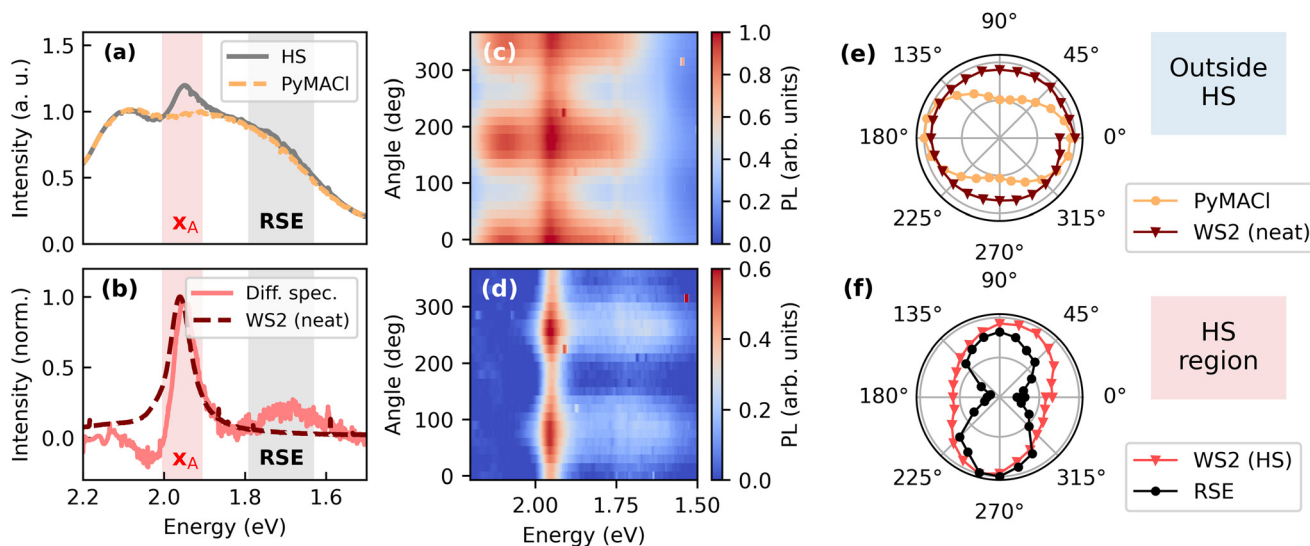 (a)
HS
PyMACl
1.5
1.0
0.5
0.0
Intensity (a. u.)
xA
RSE
(b)
Diff. spec.
WS2 (neat)
1.0
0.5
0.0
Intensity (norm.)
xA
RSE
2.2 2.0 1.8 1.6
Energy (eV)
(c)
300
200
100
0
Angle (deg)
1.0
0.8
0.6
0.4
0.2
0.0
PL (arb. units)
(d)
300
200
100
0
Angle (deg)
2.00 1.75 1.50
Energy (eV)
0.6
0.4
0.2
0.0
PL (arb. units)
(e)
90°
135° 45°
180° 0°
225° 315°
270°
Outside
HS
PyMACl
WS2 (neat)
(f)
90°
135° 45°
180° 0°
225° 315°
270°
HS
region
WS2 (HS)
RSE